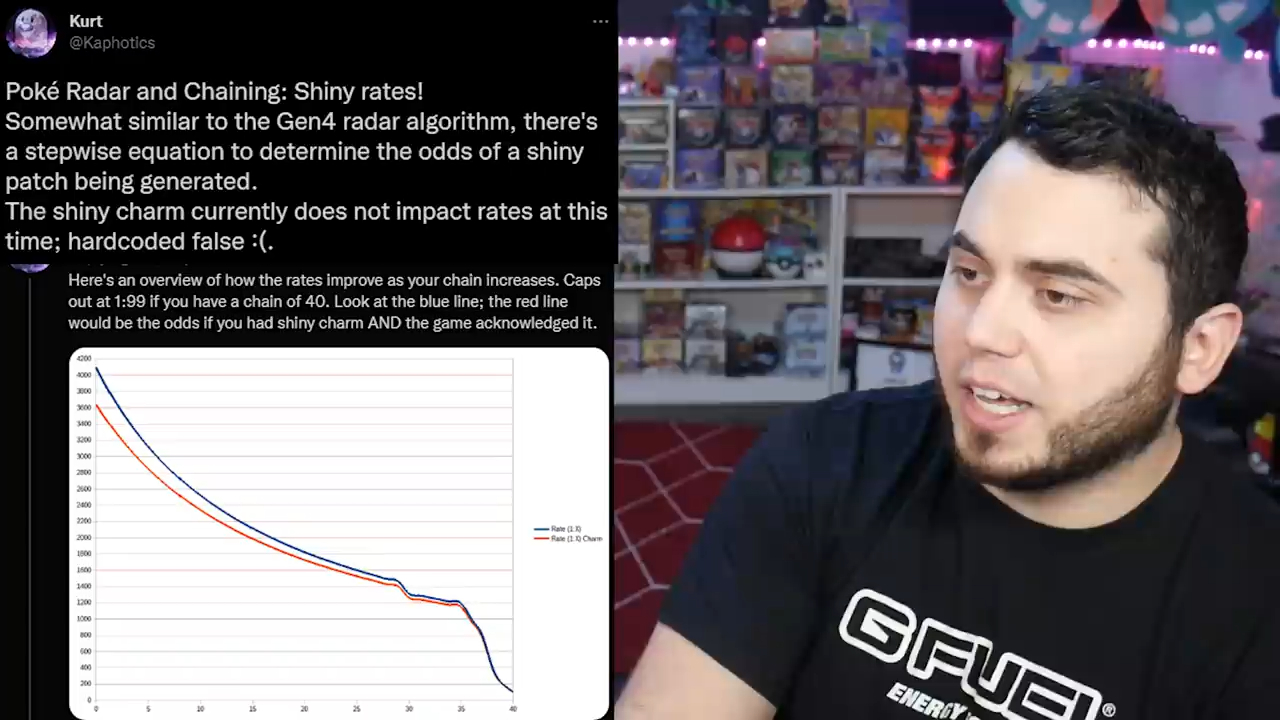 Kurt
@Kaphotics
Poké Radar and Chaining: Shiny rates!
Somewhat similar to the Gen4 radar algorithm, there's
a stepwise equation to determine the odds of a shiny
patch being generated.
The shiny charm currently does not impact rates at this
time; hardcoded false :(.
Here's an overview of how the rates improve as your chain increases. Caps
out at 1:99 if you have a chain of 40. Look at the blue line; the red line
would be the odds if you had shiny charm AND the game acknowledged it.
4200
4000
3800
3600
3400
3200
3000
2800
2600
2400
2200
2000
1800
1600
1400
1200
1000
800
600
400
200
0
0 5 10 15 20 25 30 35 40
Rate (1:X)
Rate (1:X) Charm
G FUEL®
ENERGY